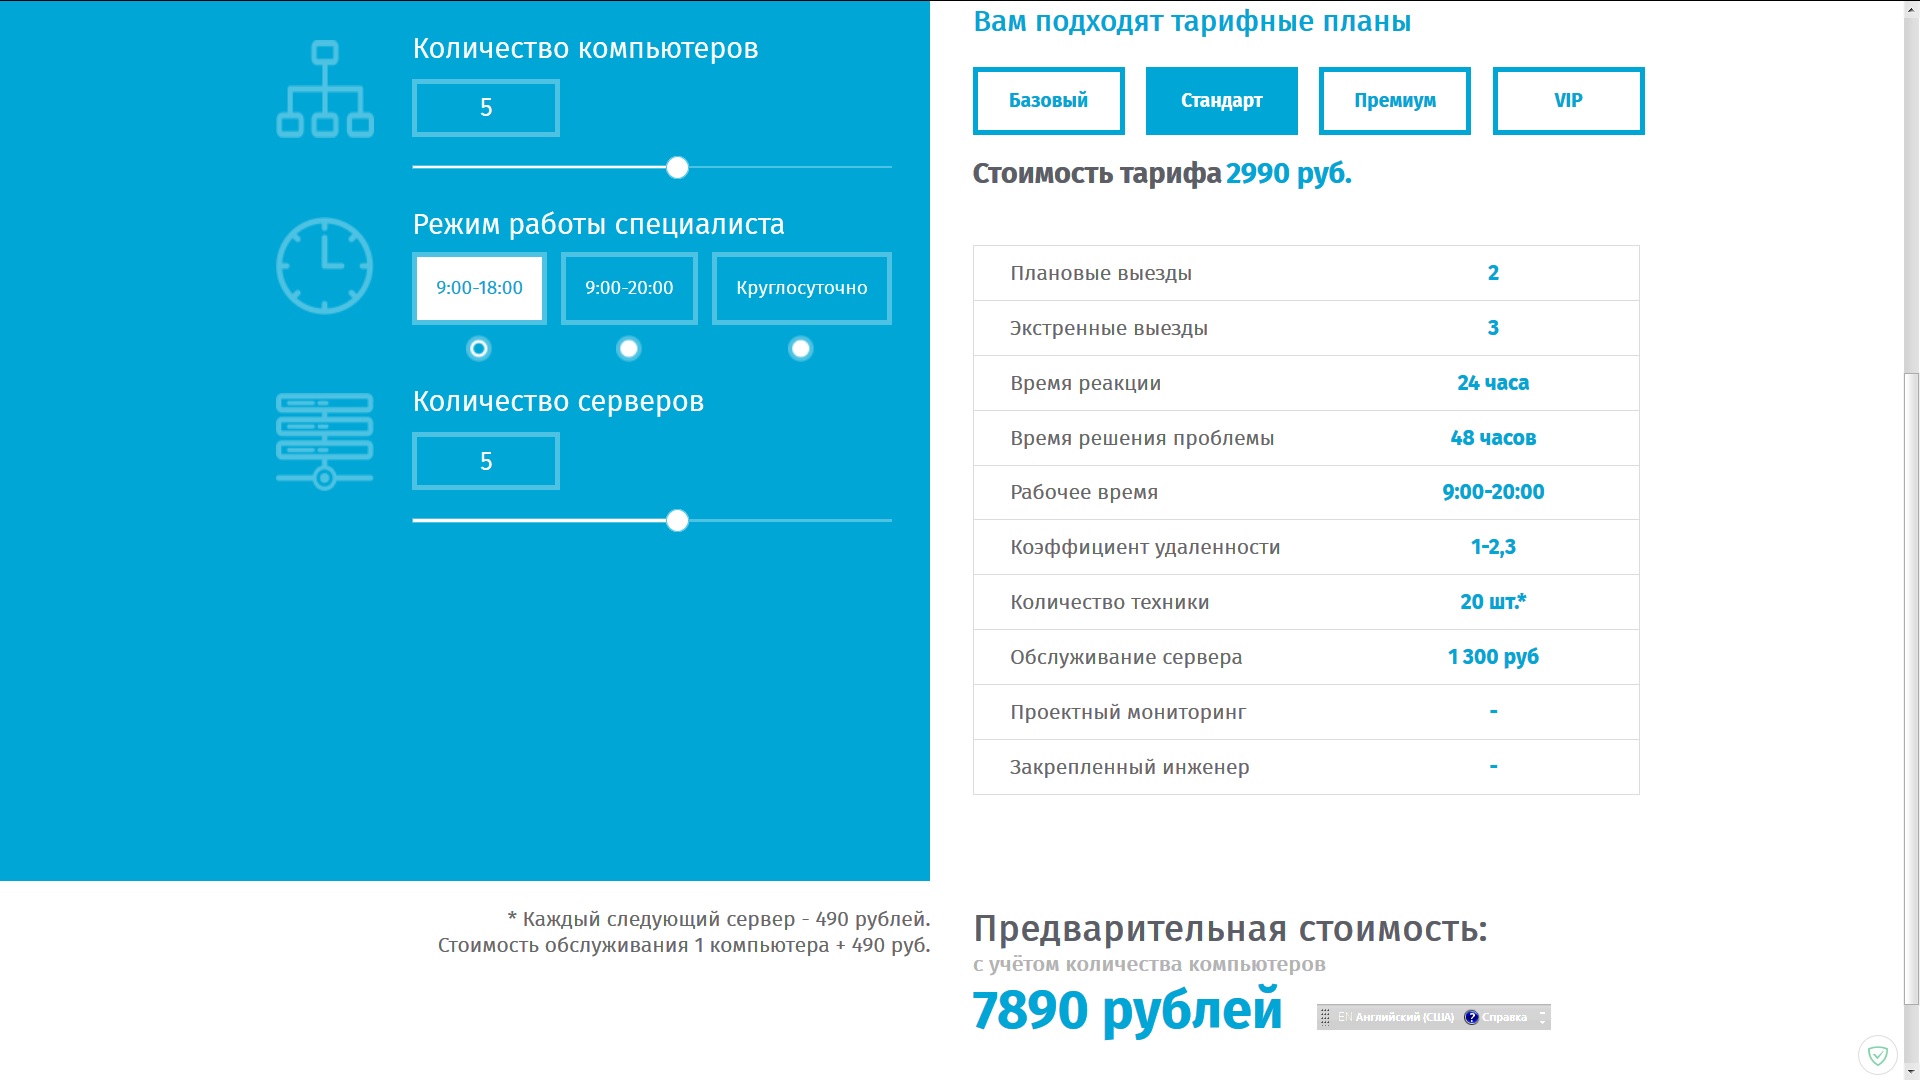 Количество компьютеров
5
Режим работы специалиста
9:00-18:00 9:00-20:00 Круглосуточно
Количество серверов
5
* Каждый следующий сервер - 490 рублей.
Стоимость обслуживания 1 компьютера + 490 руб.
Вам подходят тарифные планы
Базовый Стандарт Премиум VIP
Стоимость тарифа 2990 руб.
Плановые выезды 2
Экстренные выезды 3
Время реакции 24 часа
Время решения проблемы 48 часов
Рабочее время 9:00-20:00
Коэффициент удаленности 1-2,3
Количество техники 20 шт.*
Обслуживание сервера 1 300 руб
Проектный мониторинг -
Закрепленный инженер -
Предварительная стоимость:
с учётом количества компьютеров
7890 рублей
EN Английский (США) ? Справка